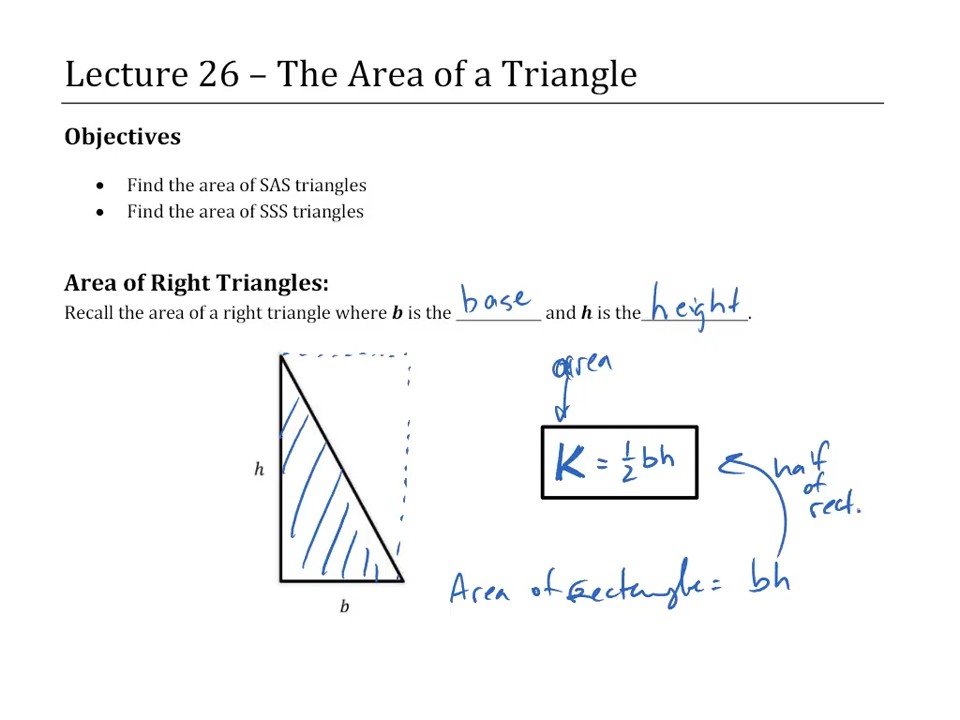 Lecture 26 – The Area of a Triangle
Objectives
• Find the area of SAS triangles
• Find the area of SSS triangles
Area of Right Triangles:
Recall the area of a right triangle where b is the base and h is the height.
area
h
K = ½ bh
half
of
rect.
Area of Rectangle = bh
b